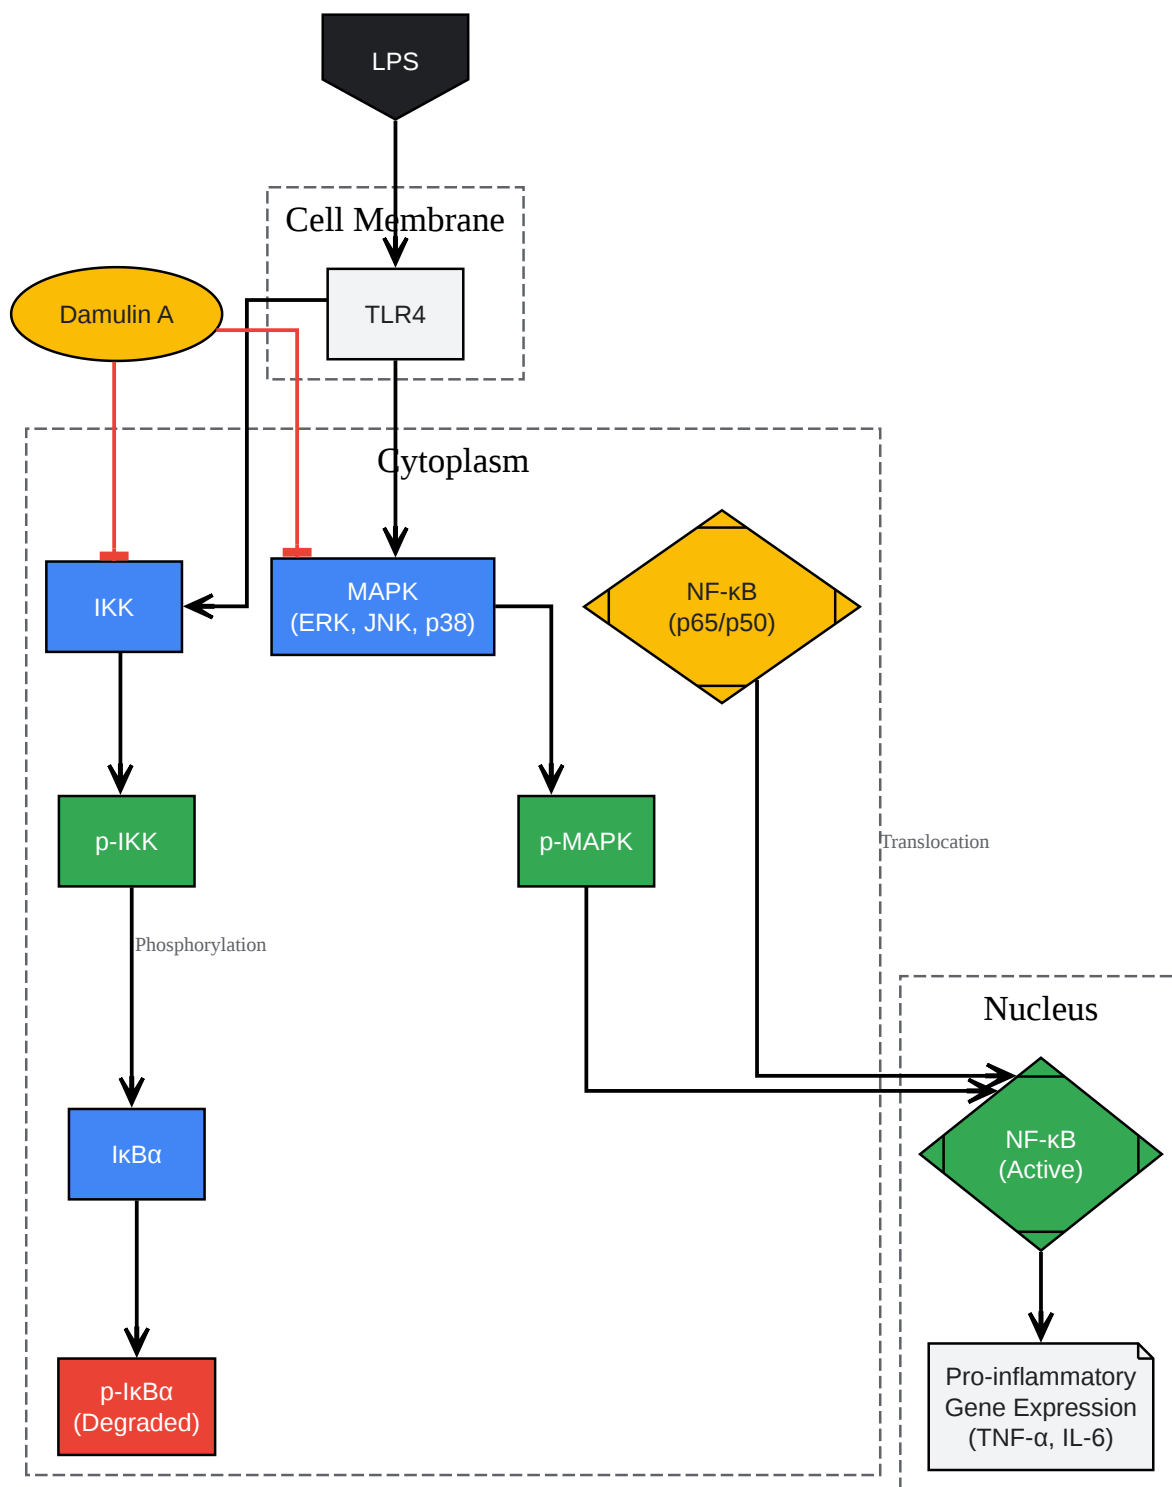 LPS
Cell Membrane
Damulin A
TLR4
Cytoplasm
IKK
MAPK
(ERK, JNK, p38)
NF-κB
(p65/p50)
p-IKK
p-MAPK
Translocation
Phosphorylation
Nucleus
IκBα
NF-κB
(Active)
p-IκBα
(Degraded)
Pro-inflammatory
Gene Expression
(TNF-α, IL-6)